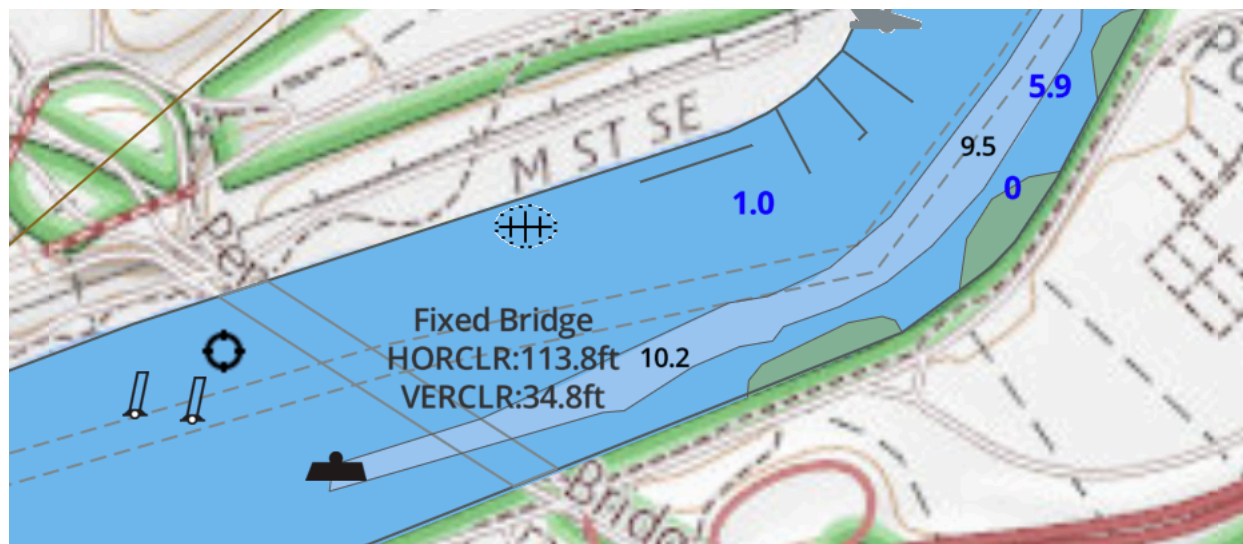 5.9
9.5
M ST SE
0
1.0
Fixed Bridge
HORCLR:113.8ft
10.2
VERCLR:34.8ft